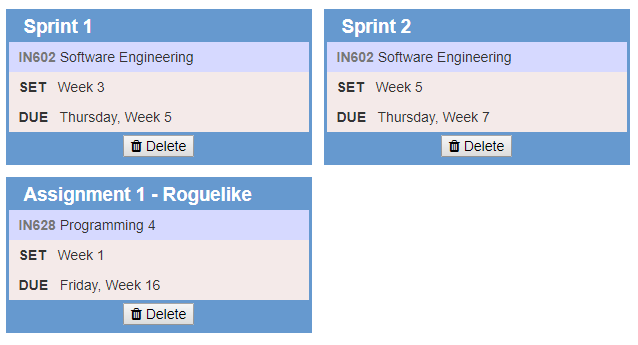 Sprint 1
IN602 Software Engineering
SET Week 3
DUE Thursday, Week 5
Delete
Sprint 2
IN602 Software Engineering
SET Week 5
DUE Thursday, Week 7
Delete
Assignment 1 - Roguelike
IN628 Programming 4
SET Week 1
DUE Friday, Week 16
Delete